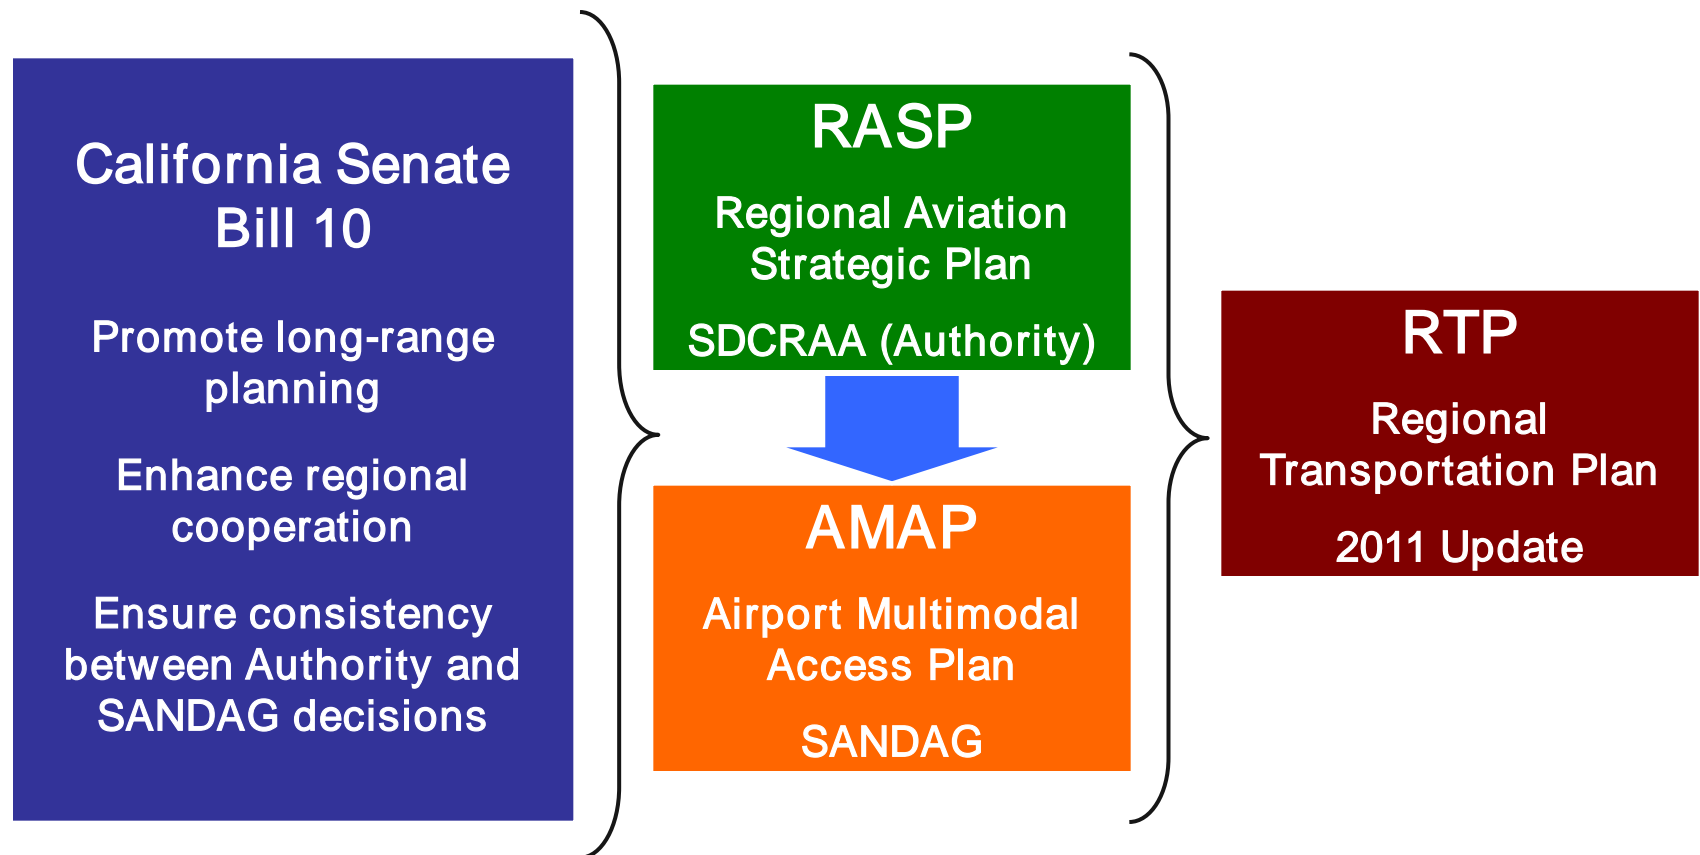 California Senate
Bill 10
Promote long-range
planning
Enhance regional
cooperation
Ensure consistency
between Authority and
SANDAG decisions
RASP
Regional Aviation
Strategic Plan
SDCRAA (Authority)
AMAP
Airport Multimodal
Access Plan
SANDAG
RTP
Regional
Transportation Plan
2011 Update